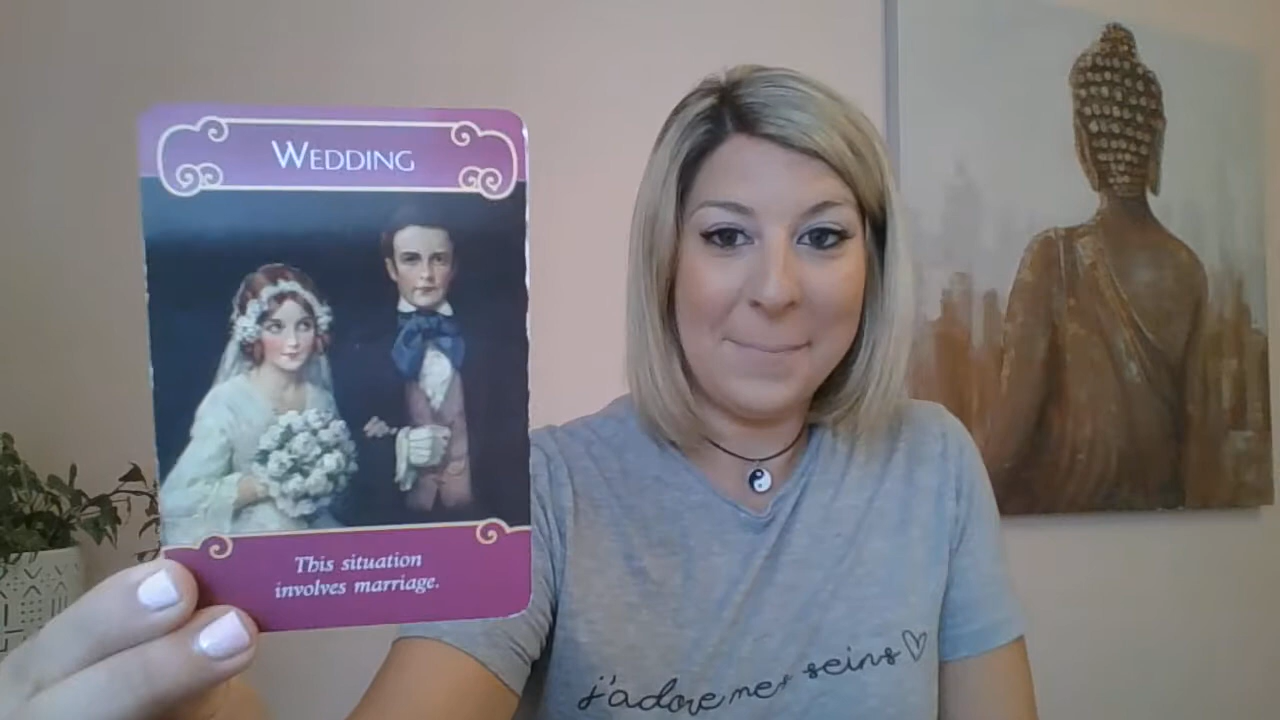 WEDDING
This situation
involves marriage.
j'adore mes seins